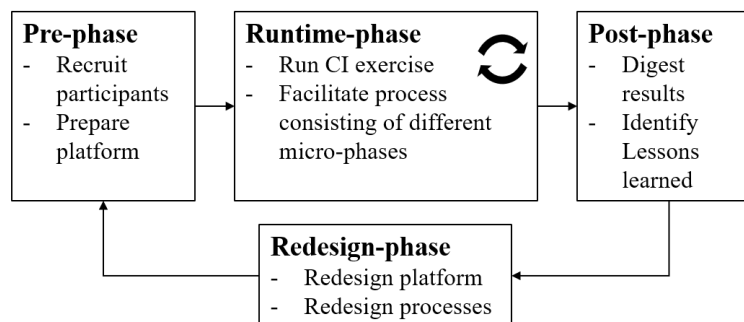 Pre-phase
- Recruit
participants
- Prepare
platform
Runtime-phase
- Run CI exercise
- Facilitate process
consisting of different
micro-phases
Post-phase
- Digest
results
- Identify
Lessons
learned
Redesign-phase
- Redesign platform
- Redesign processes